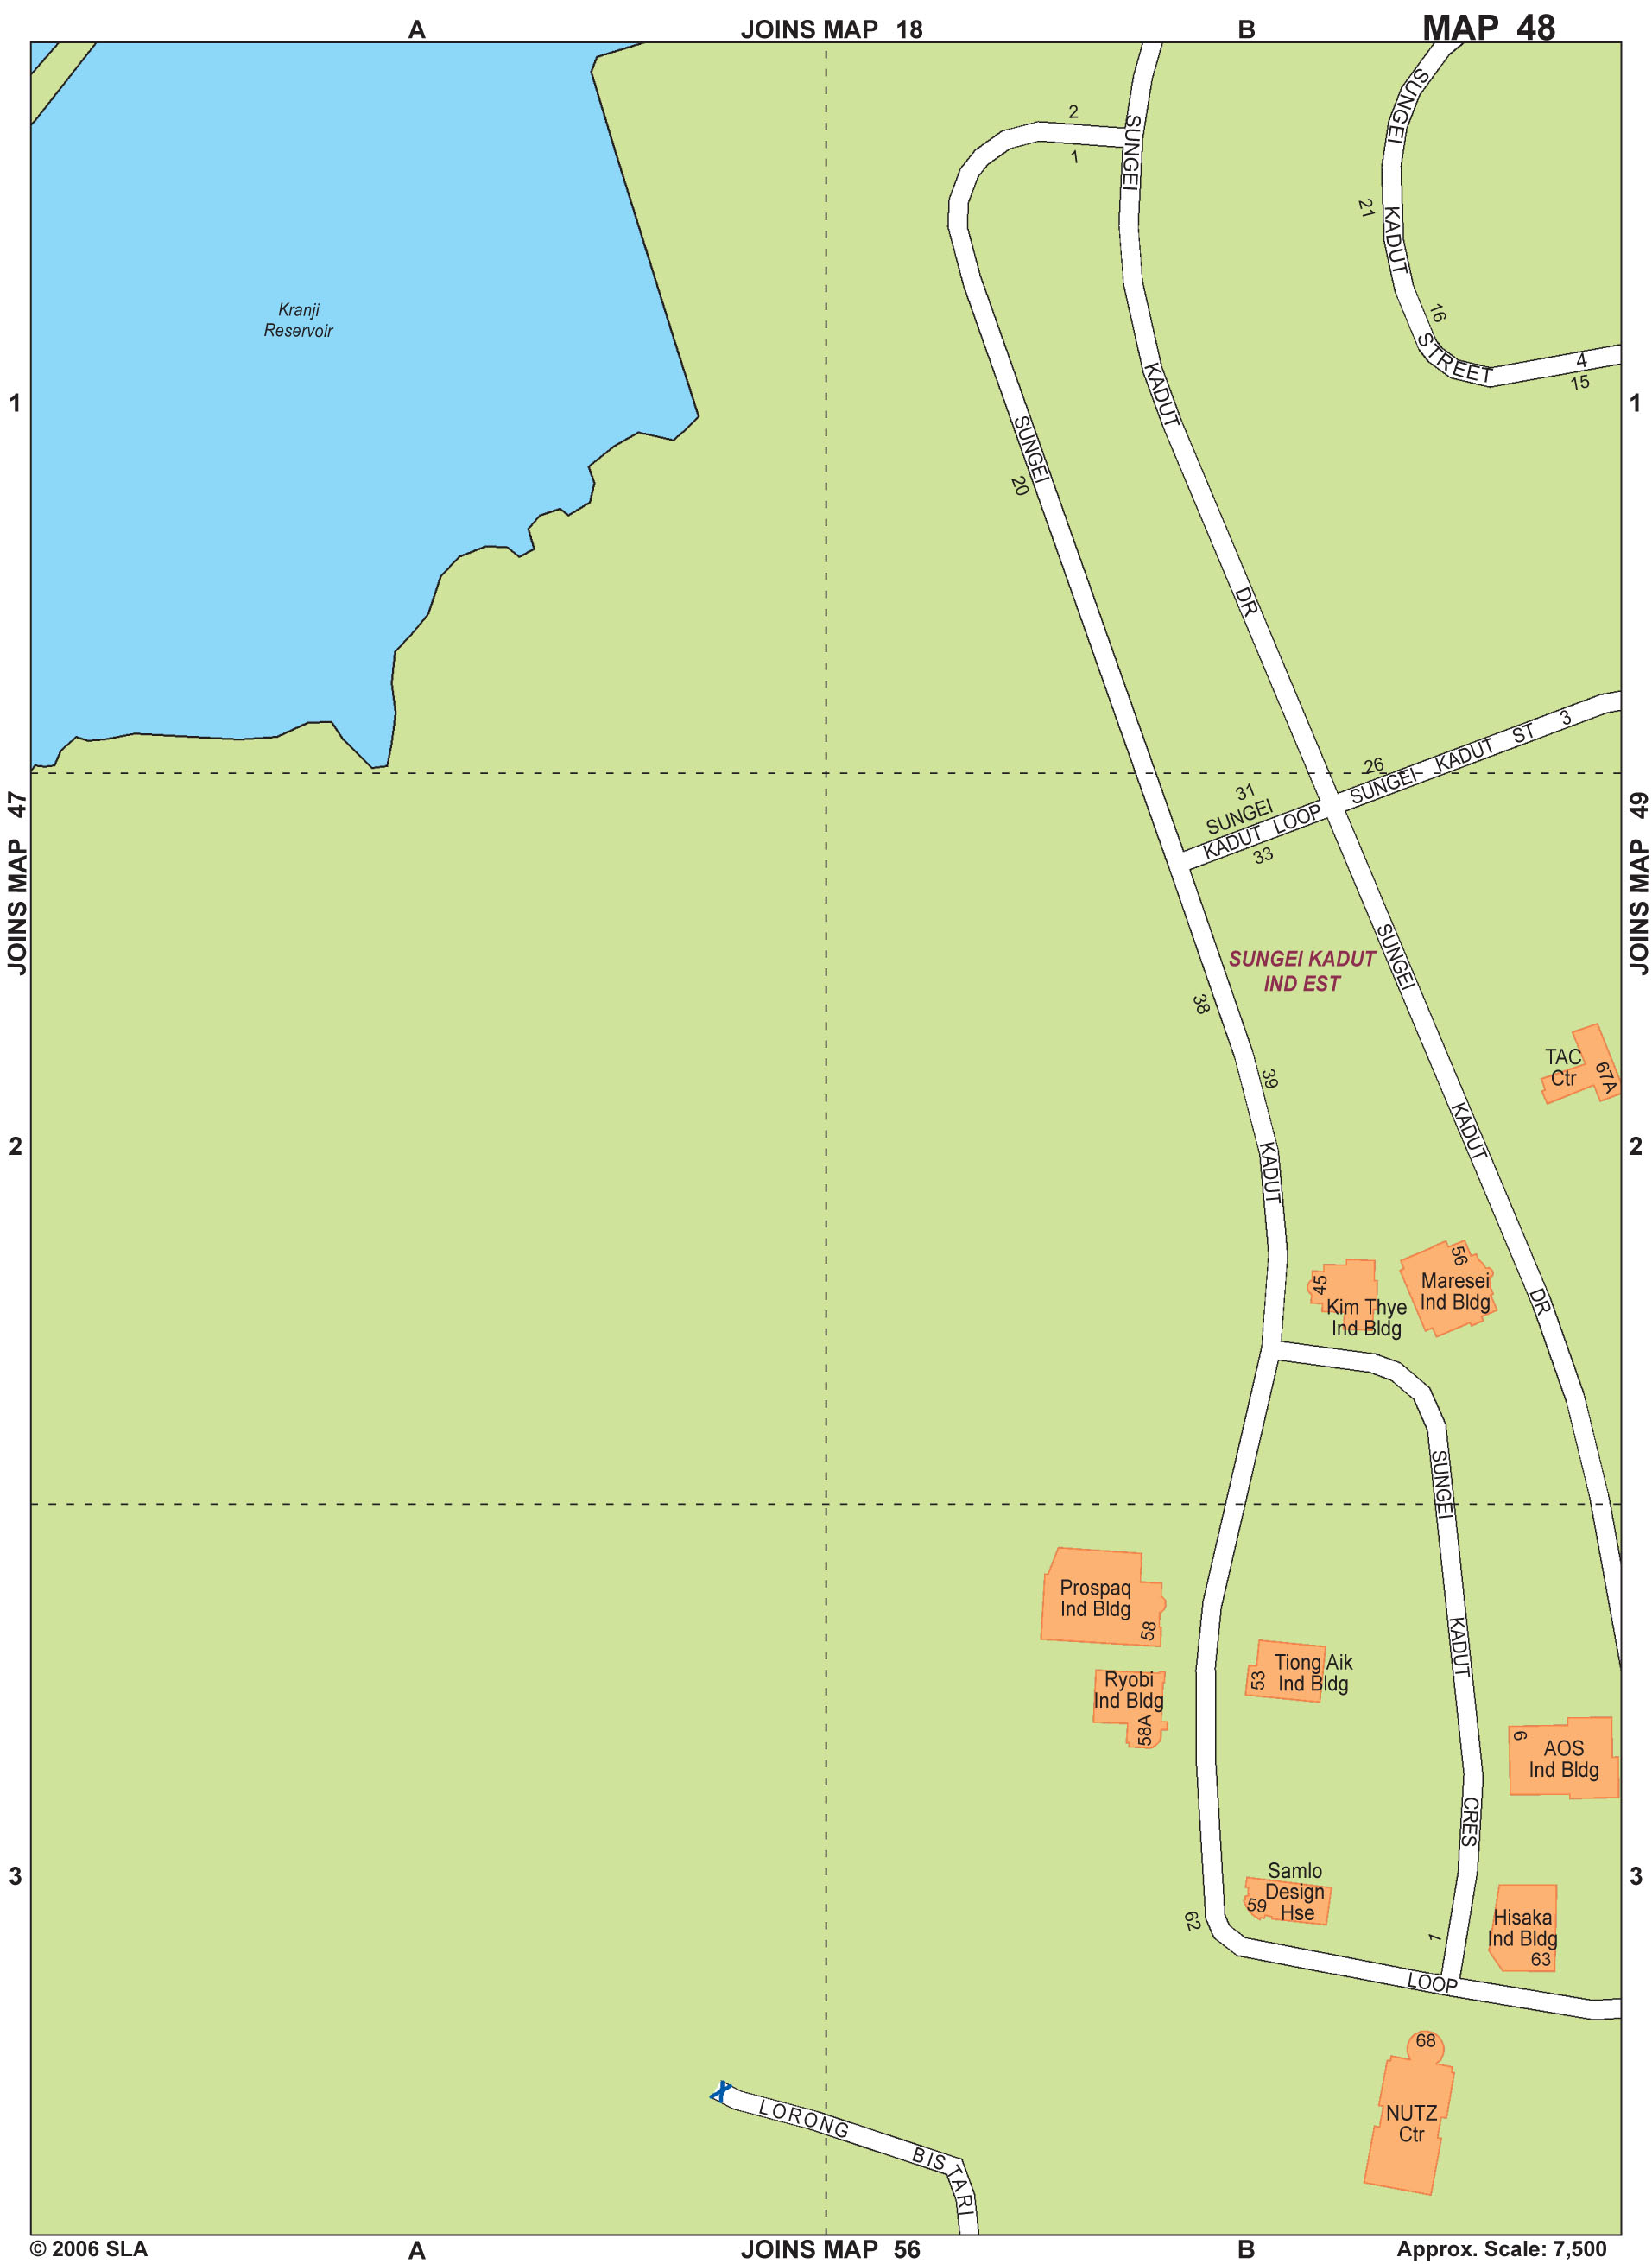 A
JOINS MAP 18
B
MAP 48
SUNGEI
KADUT
STREET
4
21
16
15
2
1
SUNGEI
KADUT
DR
Kranji
Reservoir
1
1
SUNGEI
20
SUNGEI KADUT ST 3
26
31
SUNGEI
KADUT LOOP
33
JOINS MAP 47
JOINS MAP 49
SUNGEI KADUT
IND EST
SUNGEI
KADUT
DR
38
39
KADUT
TAC
Ctr
67A
2
2
45
Kim Thye
Ind Bldg
56
Maresei
Ind Bldg
SUNGEI
KADUT
CRES
Prospaq
Ind Bldg
58
Ryobi
Ind Bldg
58A
53
Tiong Aik
Ind Bldg
9
AOS
Ind Bldg
3
3
Samlo
Design
Hse
59
62
1
Hisaka
Ind Bldg
63
LOOP
68
NUTZ
Ctr
LORONG
BISTARI
© 2006 SLA
A
JOINS MAP 56
B
Approx. Scale: 7,500